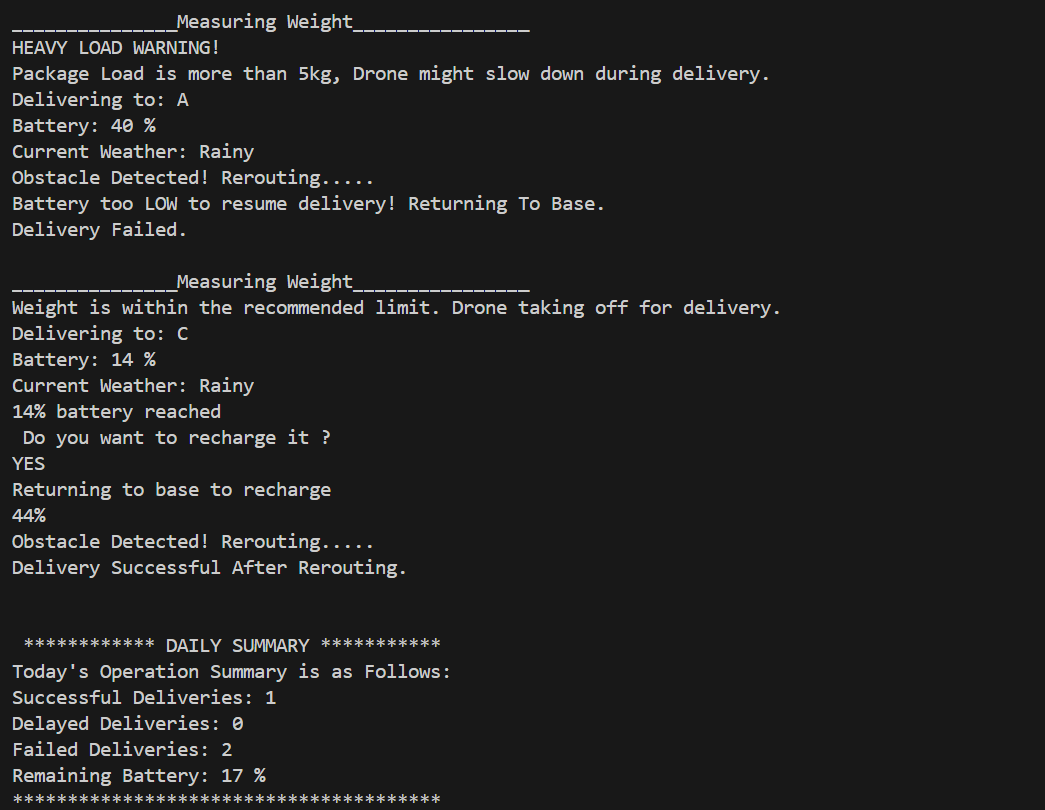 _______________Measuring Weight________________
HEAVY LOAD WARNING!
Package Load is more than 5kg, Drone might slow down during delivery.
Delivering to: A
Battery: 40 %
Current Weather: Rainy
Obstacle Detected! Rerouting.....
Battery too LOW to resume delivery! Returning To Base.
Delivery Failed.
_______________Measuring Weight________________
Weight is within the recommended limit. Drone taking off for delivery.
Delivering to: C
Battery: 14 %
Current Weather: Rainy
14% battery reached
Do you want to recharge it ?
YES
Returning to base to recharge
44%
Obstacle Detected! Rerouting.....
Delivery Successful After Rerouting.
************ DAILY SUMMARY ***********
Today's Operation Summary is as Follows:
Successful Deliveries: 1
Delayed Deliveries: 0
Failed Deliveries: 2
Remaining Battery: 17 %
***************************************